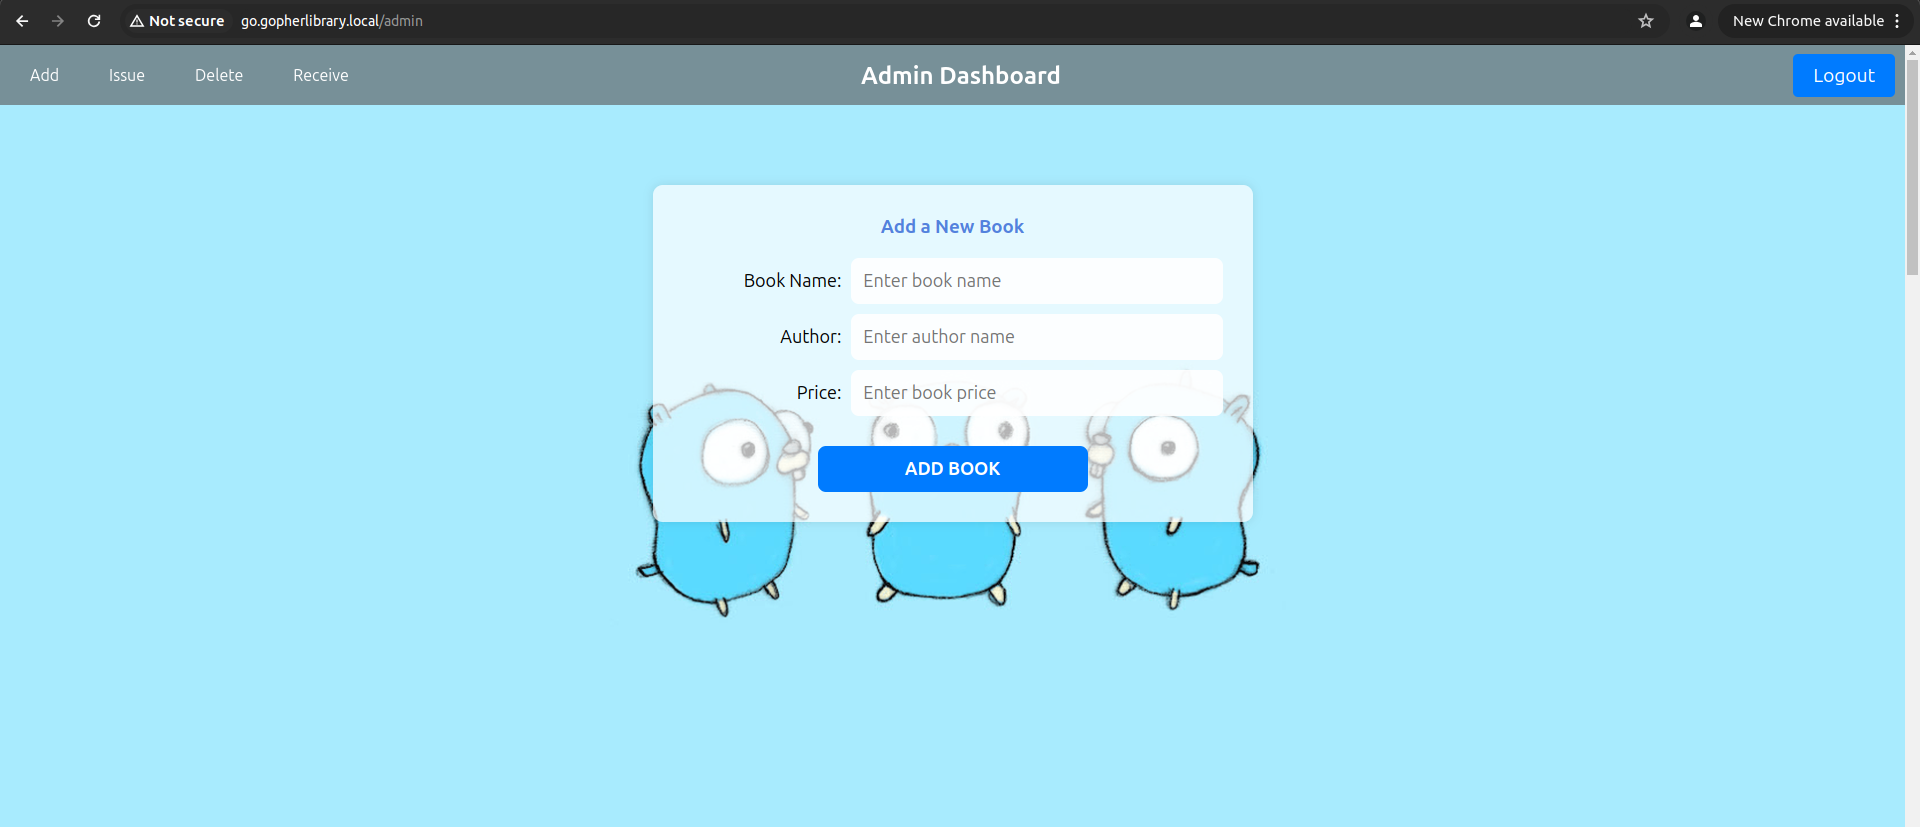 Not secure go.gopherlibrary.local/admin New Chrome available
Add Issue Delete Receive Admin Dashboard Logout
Add a New Book
Book Name: Enter book name
Author: Enter author name
Price: Enter book price
ADD BOOK